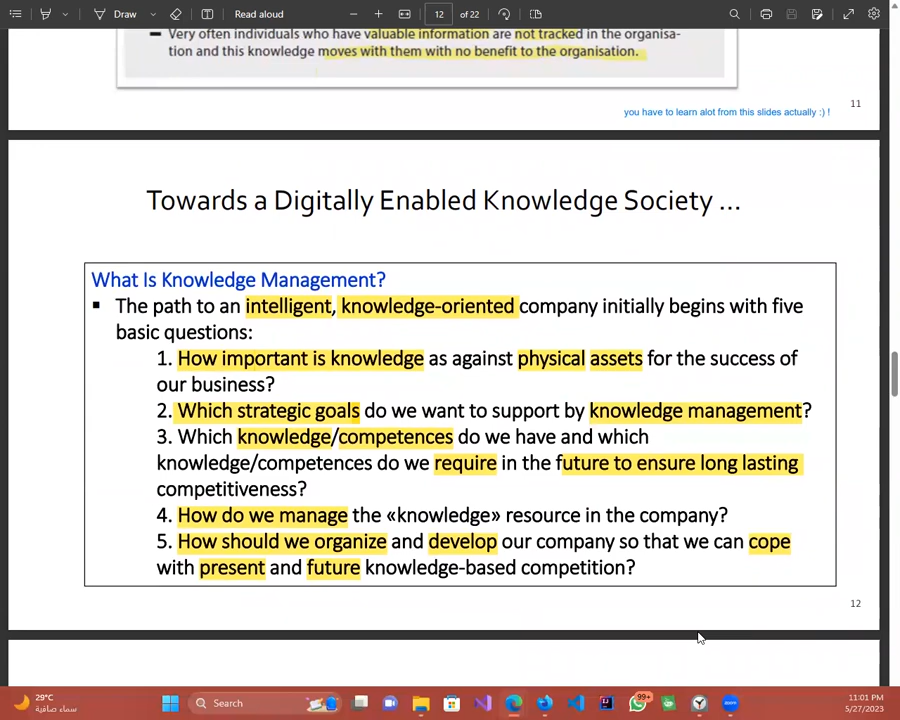 Draw
Read aloud
12 of 22
Very often individuals who have valuable information are not tracked in the organisa-
tion and this knowledge moves with them with no benefit to the organisation.
11
you have to learn alot from this slides actually :) !
Towards a Digitally Enabled Knowledge Society ...
What Is Knowledge Management?
▪ The path to an intelligent, knowledge-oriented company initially begins with five
basic questions:
1. How important is knowledge as against physical assets for the success of
our business?
2. Which strategic goals do we want to support by knowledge management?
3. Which knowledge/competences do we have and which
knowledge/competences do we require in the future to ensure long lasting
competitiveness?
4. How do we manage the «knowledge» resource in the company?
5. How should we organize and develop our company so that we can cope
with present and future knowledge-based competition?
12
29°C
سماء صافية
Search
99+
11:01 PM
5/27/2023